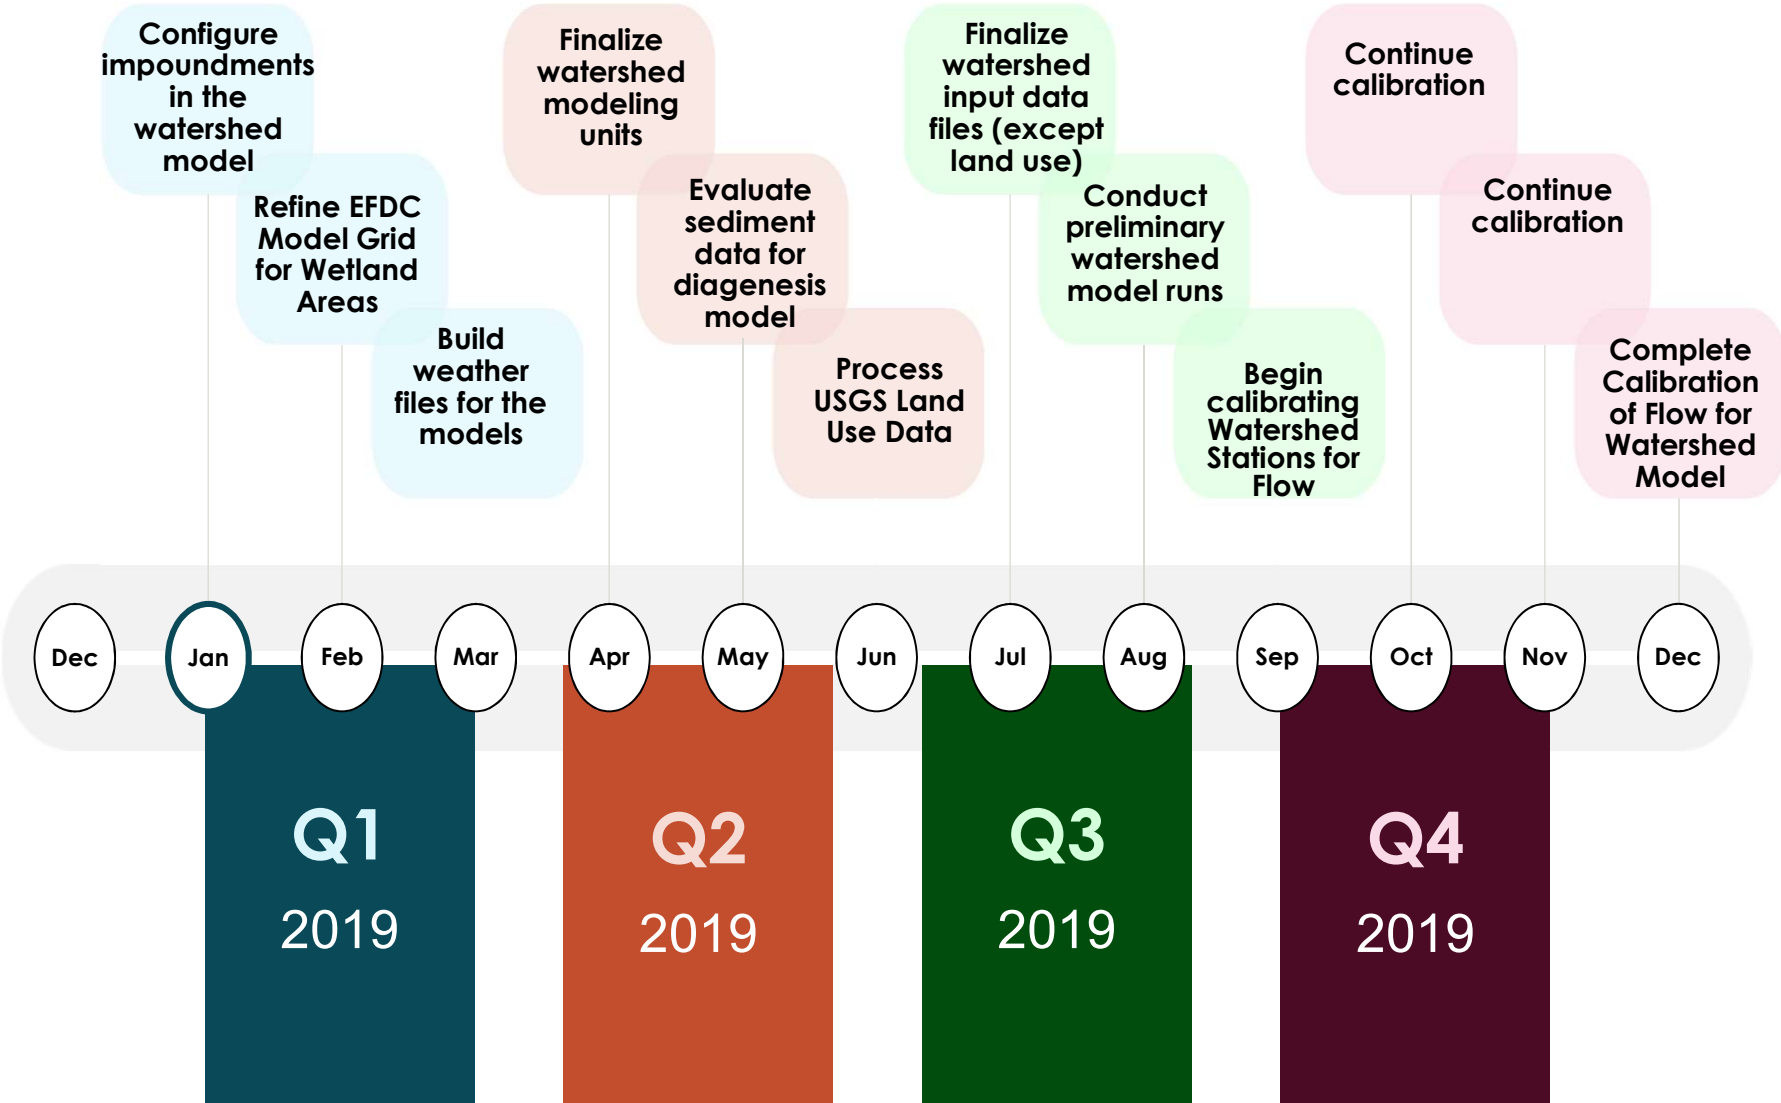 Configure
impoundments
in the
watershed
model
Refine EFDC
Model Grid
for Wetland
Areas
Build
weather
files for the
models
Finalize
watershed
modeling
units
Evaluate
sediment
data for
diagenesis
model
Process
USGS Land
Use Data
Finalize
watershed
input data
files (except
land use)
Conduct
preliminary
watershed
model runs
Begin
calibrating
Watershed
Stations for
Flow
Continue
calibration
Continue
calibration
Complete
Calibration
of Flow for
Watershed
Model
Dec
Jan
Feb
Mar
Apr
May
Jun
Jul
Aug
Sep
Oct
Nov
Dec
Q1
2019
Q2
2019
Q3
2019
Q4
2019